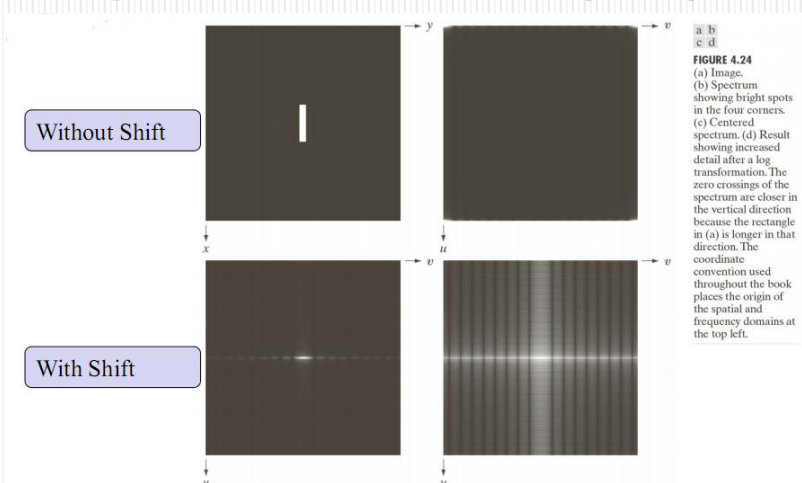 y
v
a b
c d
FIGURE 4.24
(a) Image.
(b) Spectrum
showing bright spots
in the four corners.
(c) Centered
spectrum. (d) Result
showing increased
detail after a log
transformation. The
zero crossings of the
spectrum are closer in
the vertical direction
because the rectangle
in (a) is longer in that
direction. The
coordinate
convention used
throughout the book
places the origin of
the spatial and
frequency domains at
the top left.
Without Shift
x
u
v
v
With Shift